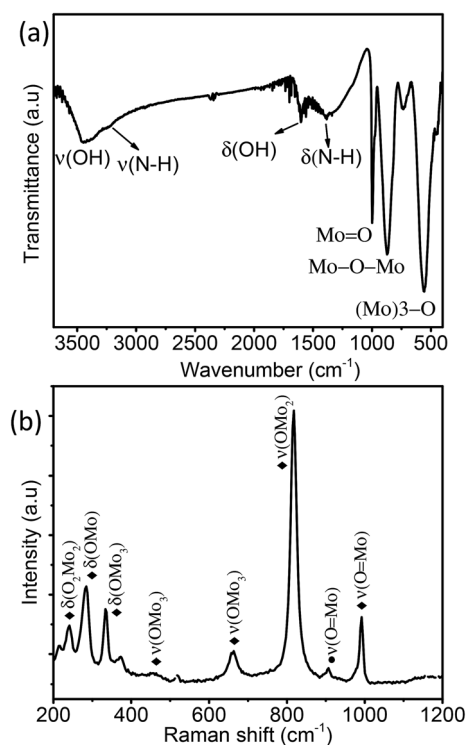 (a)
Transmittance (a.u)
ν(OH)
ν(N-H)
δ(OH)
δ(N-H)
Mo=O
Mo–O–Mo
(Mo)3–O
3500 3000 2500 2000 1500 1000 500
Wavenumber (cm⁻¹)
(b)
Intensity (a.u)
◆ δ(O₂Mo₂)
◆ δ(OMo)
◆ δ(OMo₃)
◆ ν(OMo₃)
◆ ν(OMo₃)
◆ ν(OMo₂)
● ν(O=Mo)
◆ ν(O=Mo)
200 400 600 800 1000 1200
Raman shift (cm⁻¹)